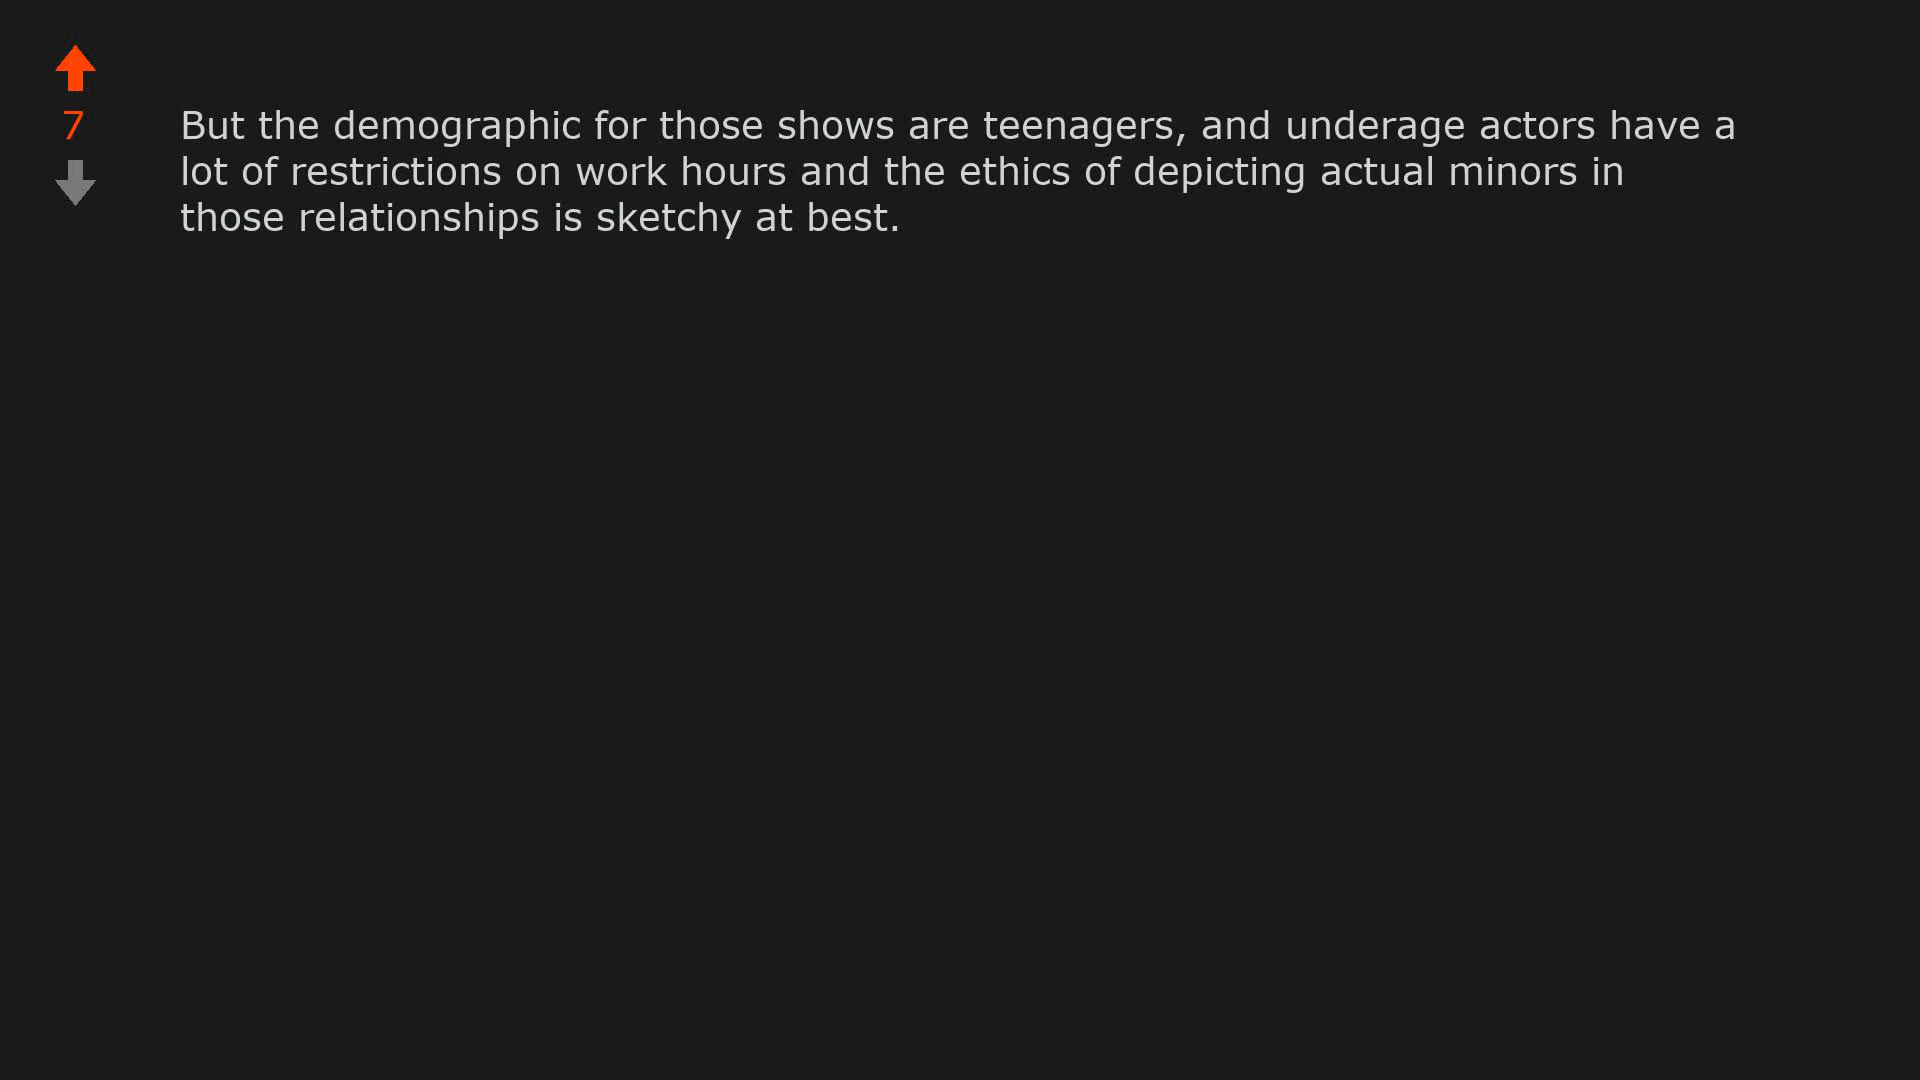 7
But the demographic for those shows are teenagers, and underage actors have a
lot of restrictions on work hours and the ethics of depicting actual minors in
those relationships is sketchy at best.